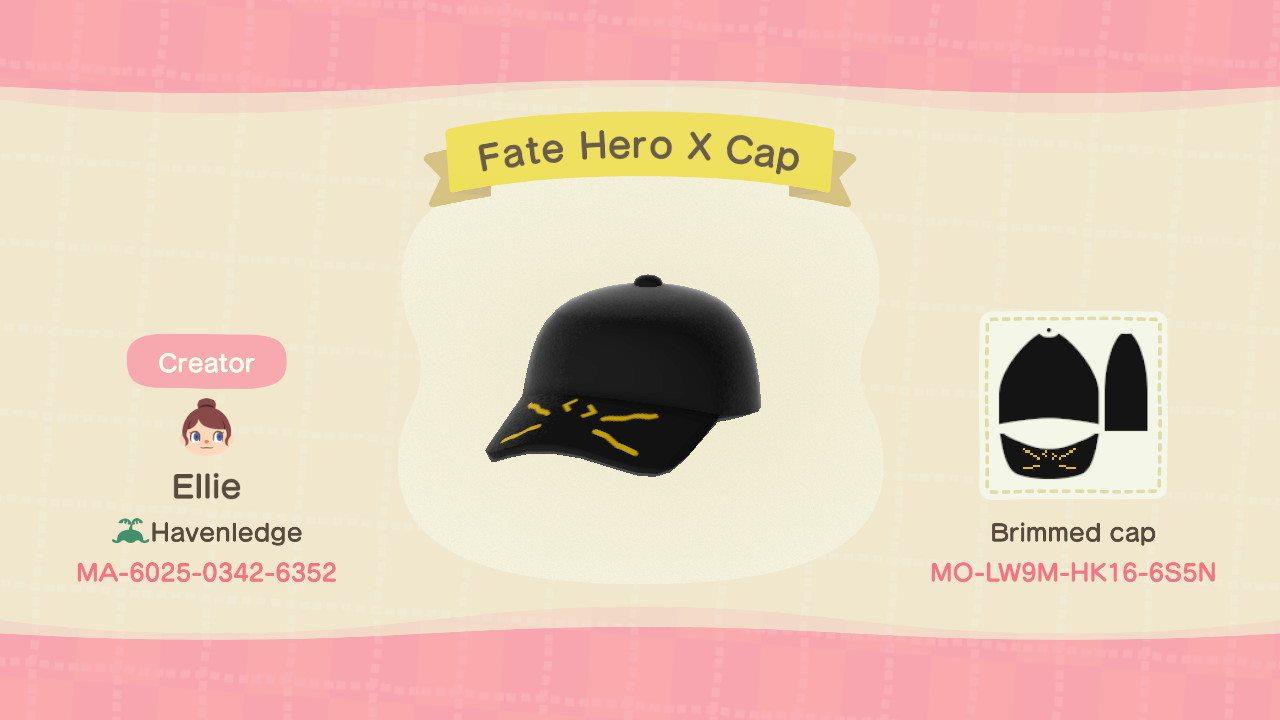 Fate Hero X Cap
Creator
Ellie
Havenledge
MA-6025-0342-6352
Brimmed cap
MO-LW9M-HK16-6S5N